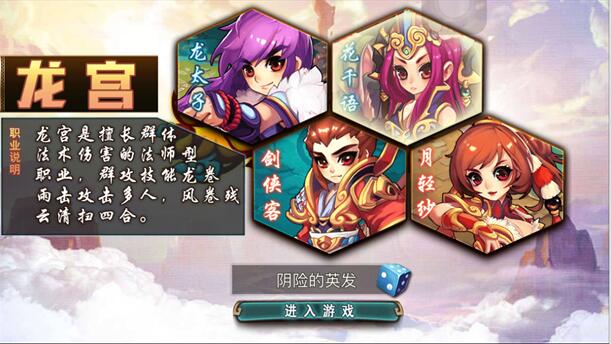 龙宫
职业说明
龙宫是擅长群体
法术伤害的法师型
职业，群攻技能龙卷
雨击攻击多人，风卷残
云清扫四合。
龙太子
花千语
剑侠客
月轻纱
阴险的英发
进入游戏